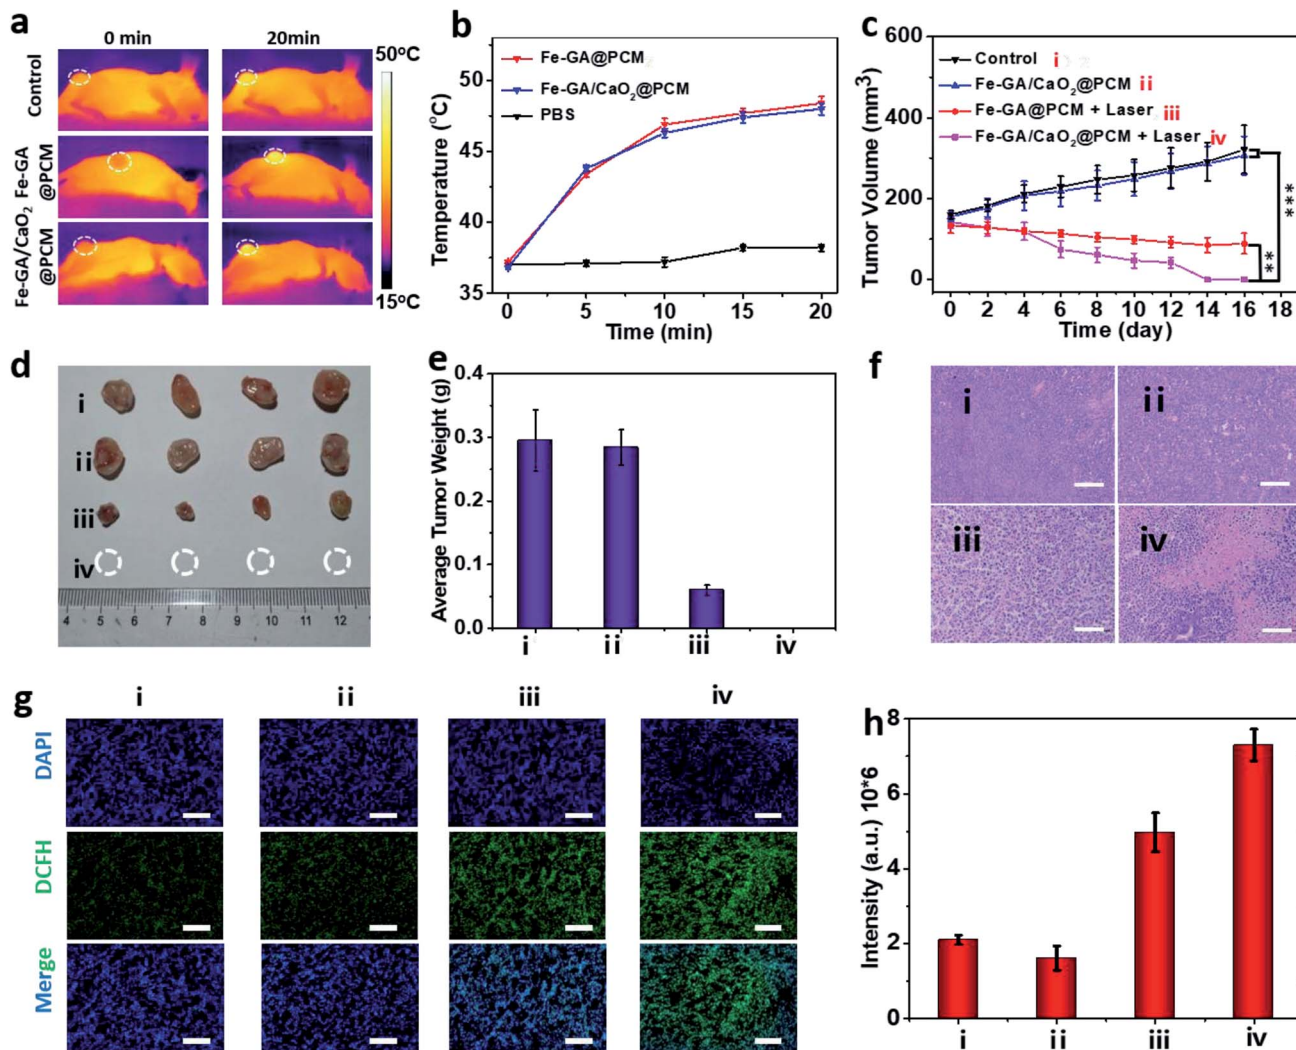 a
0 min
20min
Control
Fe-GA
@PCM
Fe-GA/CaO₂
@PCM
50°C
15°C
b
Temperature (°C)
50
45
40
35
Fe-GA@PCM
Fe-GA/CaO₂@PCM
PBS
0 5 10 15 20
Time (min)
c
Tumor Volume (mm³)
600
400
200
0
Control i
Fe-GA/CaO₂@PCM ii
Fe-GA@PCM + Laser iii
Fe-GA/CaO₂@PCM + Laser iv
***
**
0 2 4 6 8 10 12 14 16 18
Time (day)
d
i
ii
iii
iv
4 5 6 7 8 9 10 11 12
e
Average Tumor Weight (g)
0.4
0.3
0.2
0.1
0.0
i ii iii iv
f
i ii
iii iv
g
i ii iii iv
DAPI
DCFH
Merge
h
Intensity (a.u.) 10*6
8
6
4
2
0
i ii iii iv